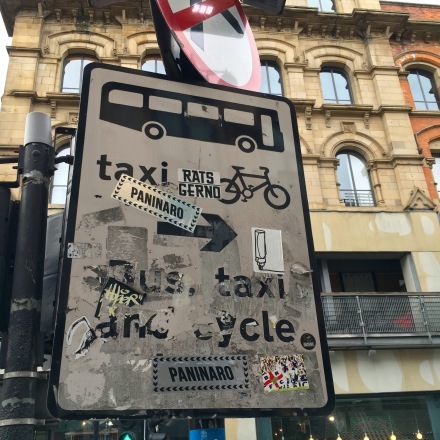 taxi
RATS
GERNO
PANINARO
Bus, taxi
and cycle
PANINARO